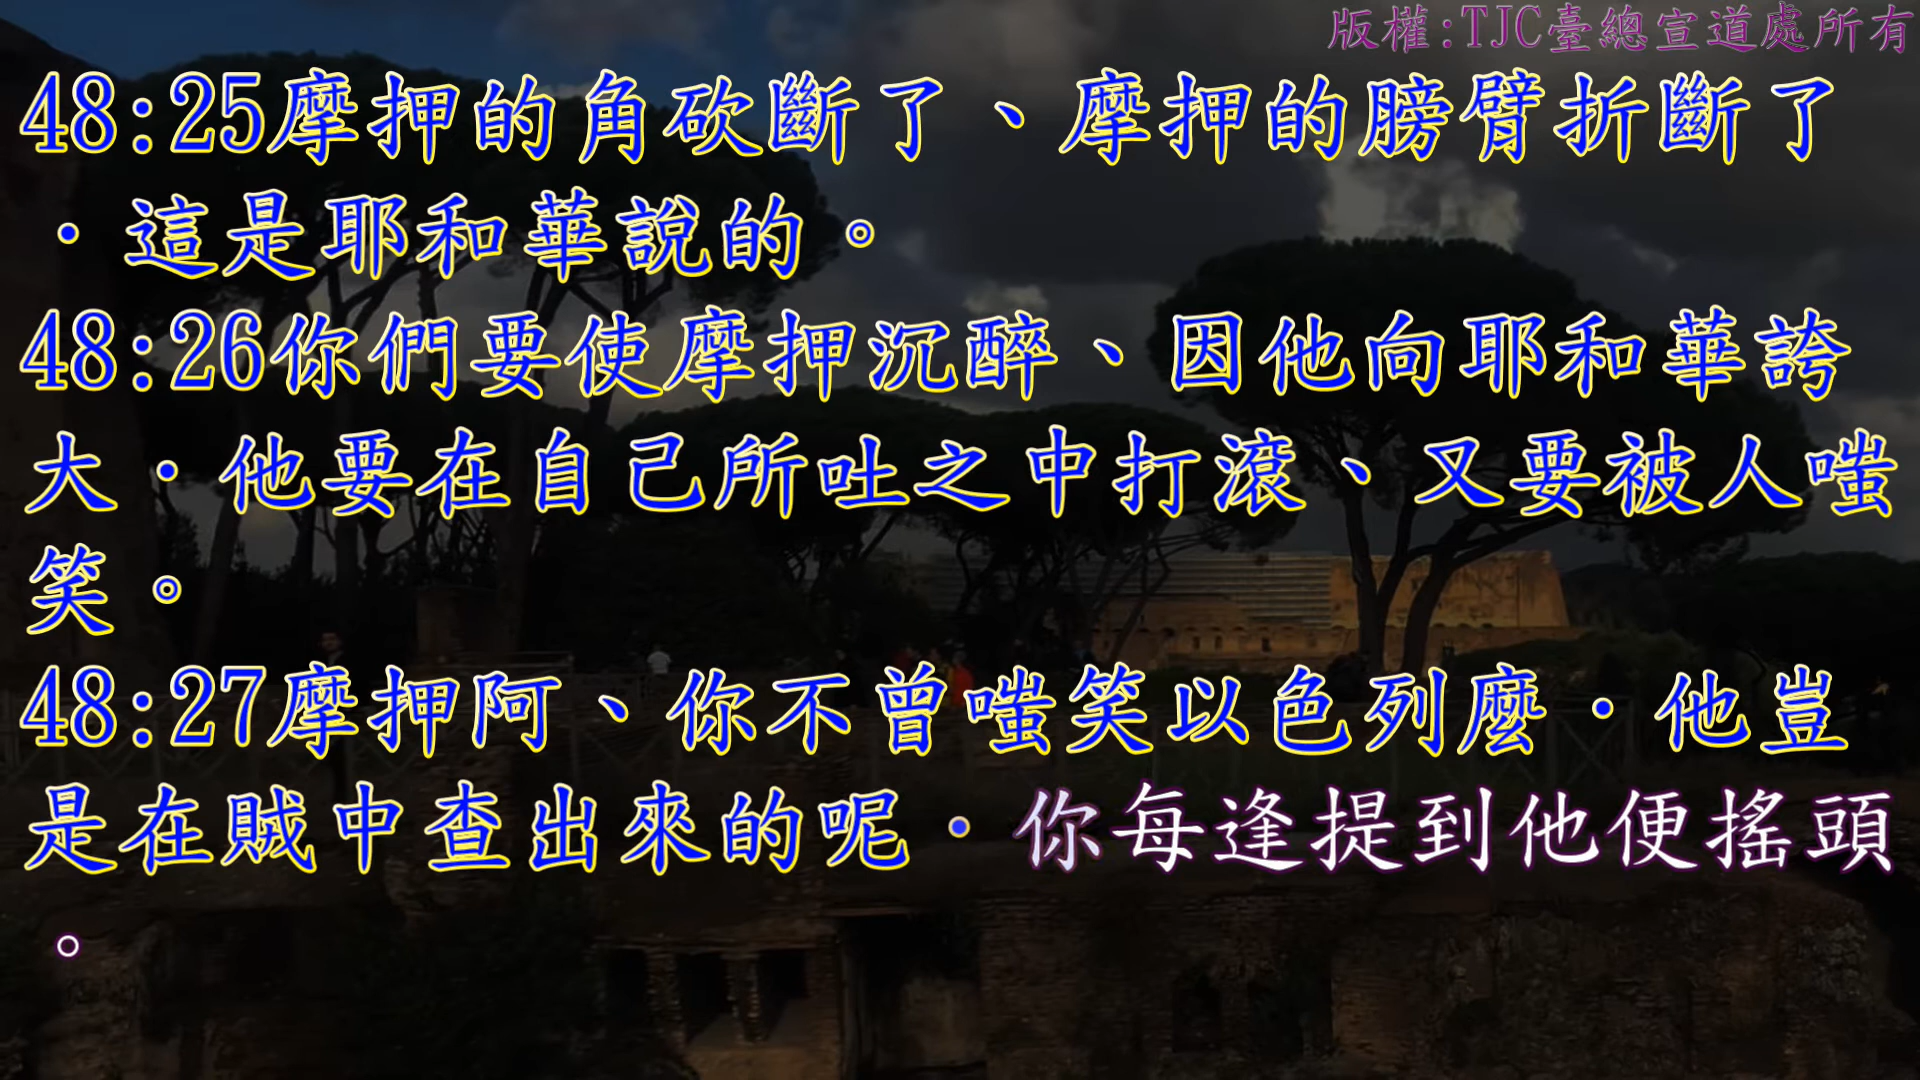 版權:TJC臺總宣道處所有
48:25摩押的角砍斷了、摩押的膀臂折斷了
．這是耶和華說的。
48:26你們要使摩押沉醉、因他向耶和華誇
大．他要在自己所吐之中打滾、又要被人嗤
笑。
48:27摩押阿、你不曾嗤笑以色列麼．他豈
是在賊中查出來的呢．你每逢提到他便搖頭
。